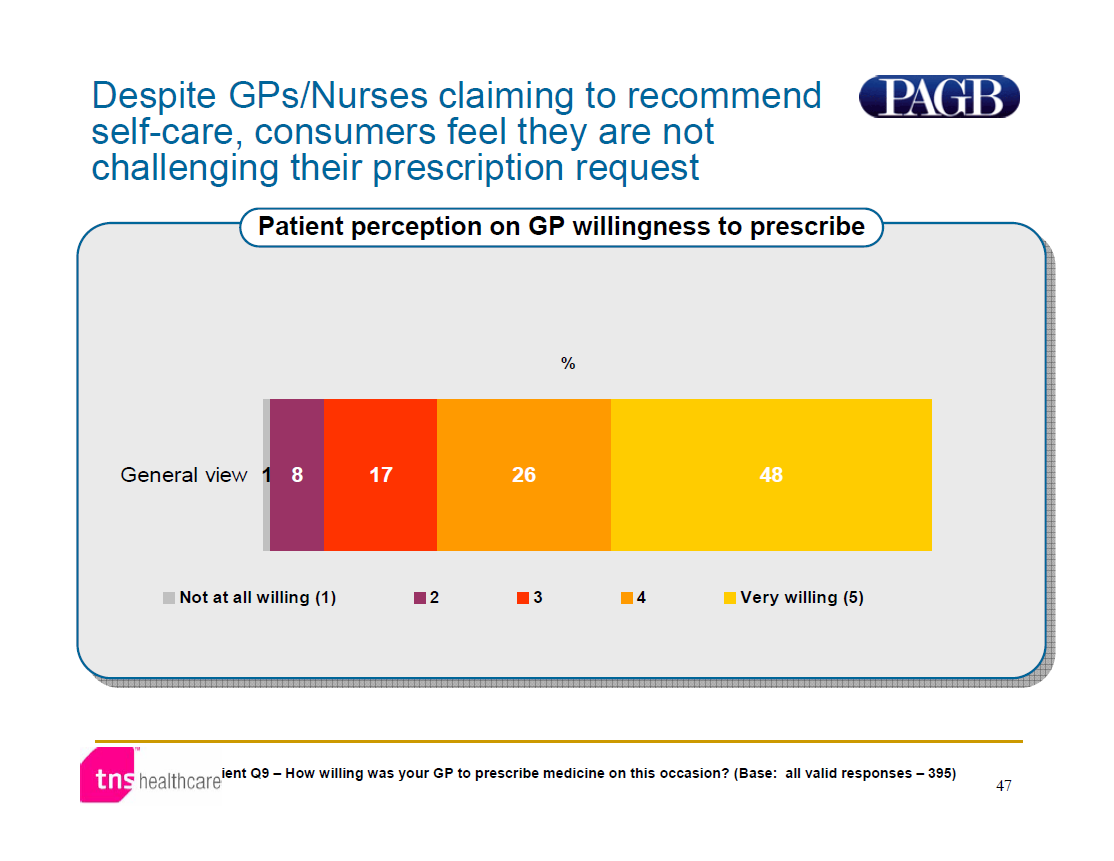 Despite GPs/Nurses claiming to recommend
self-care, consumers feel they are not
challenging their prescription request
PAGB
Patient perception on GP willingness to prescribe
%
General view 1 8 17 26 48
Not at all willing (1) 2 3 4 Very willing (5)
tns healthcare
ient Q9 – How willing was your GP to prescribe medicine on this occasion? (Base: all valid responses – 395)
47